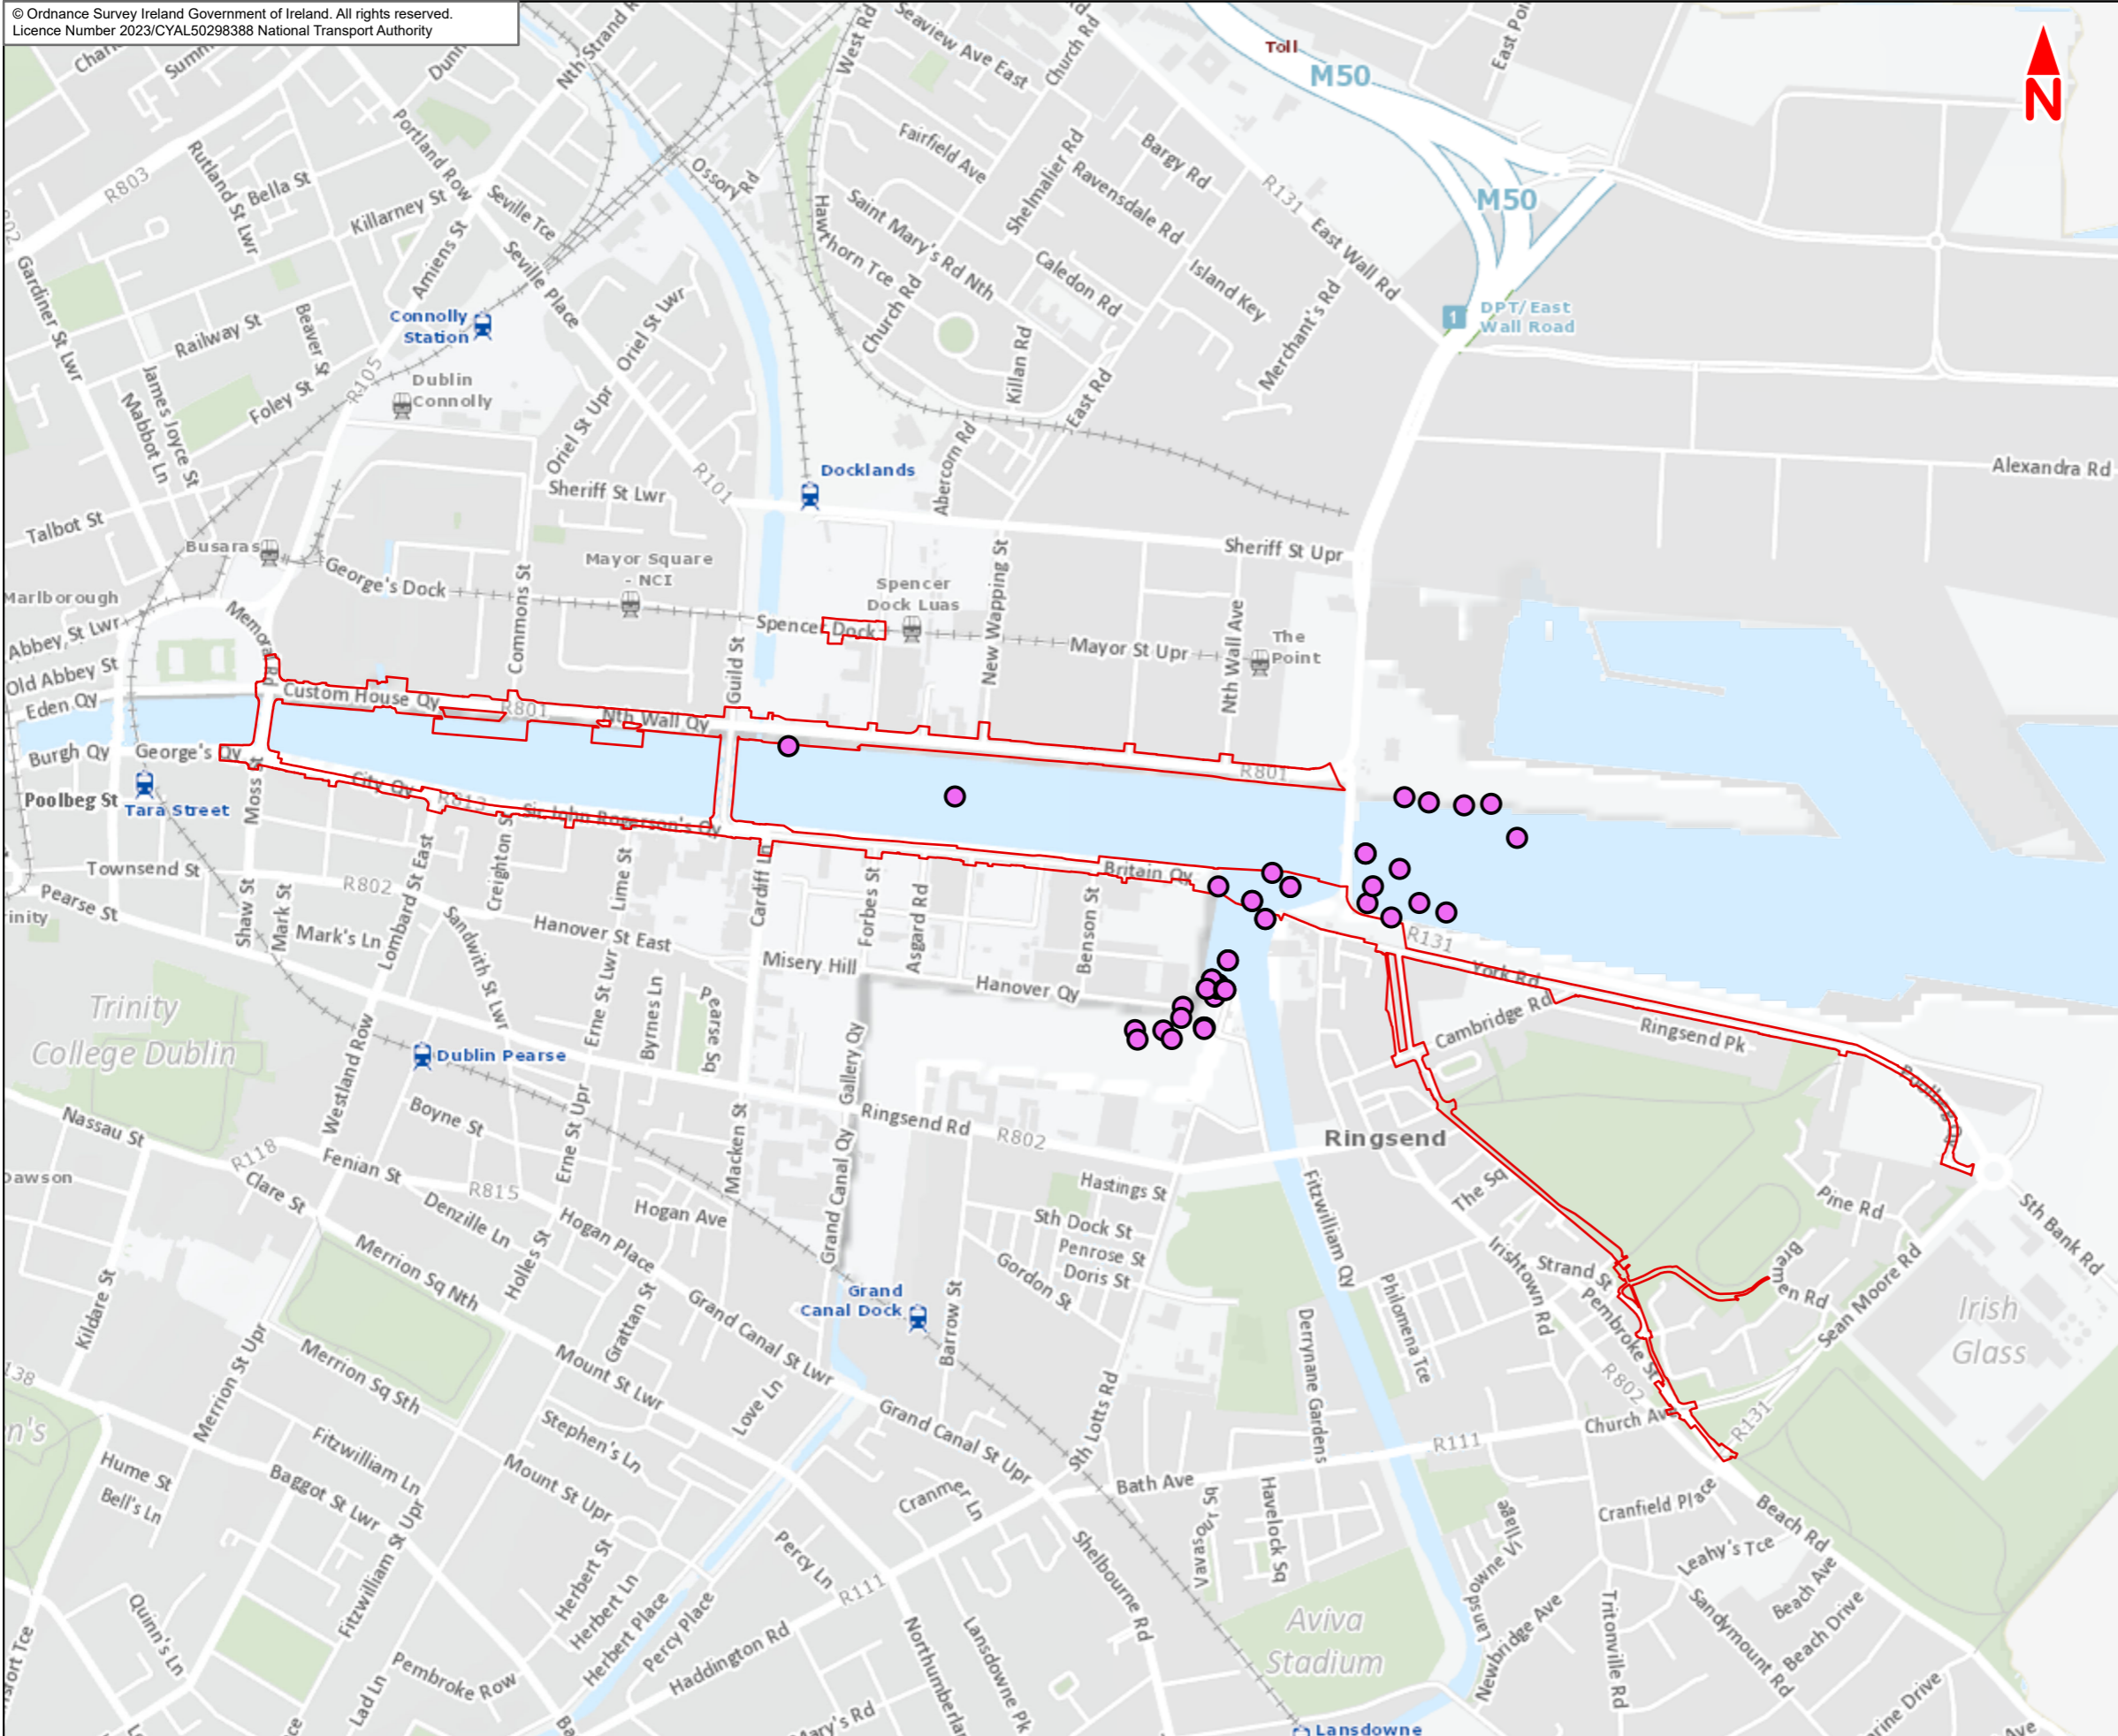 © Ordnance Survey Ireland Government of Ireland. All rights reserved.
Licence Number 2023/CYAL50298388 National Transport Authority
N
Nth Strand R
West Rd
Seaview Ave East
Church Rd
Toll
M50
M50
R803
Rutland St Lwr
Bella St
Killarney St
Portland Row
Seville Tce
Amiens St
Seville Place
Ossory Rd
Hawthorn Tce
Fairfield Ave
Shelmalier Rd
Bargy Rd
Ravensdale Rd
Saint Mary's Rd Nth
Caledon Rd
Island Key
Church Rd
Merchant's Rd
R131
East Wall Rd
1
DPT/East
Wall Road
Gardiner St Lwr
Railway St
Beaver St
Foley St
James Joyce St
Mabbot Ln
R105
Connolly
Station
Dublin
Connolly
Oriel St Lwr
Oriel St Upr
Killan Rd
East Rd
Abercorn Rd
Alexandra Rd
R101
Docklands
Sheriff St Lwr
Sheriff St Upr
Talbot St
Busaras
George's Dock
Commons St
Mayor Square
- NCI
Spencer Dock
Spencer
Dock Luas
New Wapping St
Mayor St Upr
Nth Wall Ave
The
Point
Marlborough
Abbey St Lwr
Old Abbey St
Eden Qy
Burgh Qy
George's Qy
Custom House Qy
R801
Nth Wall Qy
Guild St
R801
Poolbeg St
Tara Street
Moss St
City Qy
R813
Sir John Rogerson's Qy
Britain Qy
Townsend St
Pearse St
R802
Shaw St
Mark St
Mark's Ln
Lombard St East
Creighton St
Lime St
Cardiff Ln
Forbes St
Asgard Rd
Benson St
Sandwith St Lwr
Hanover St East
Misery Hill
Hanover Qy
Erne St Lwr
Byrnes Ln
Pearse Sq
Trinity
College Dublin
Westland Row
Dublin Pearse
Boyne St
Erne St Upr
Macken St
Gallery Qy
Grand Canal Qy
Ringsend Rd
R802
Ringsend
R131
York Rd
Cambridge Rd
Ringsend Pk
Nassau St
R118
Clare St
Fenian St
R815
Denzille Ln
Holles St
Hogan Place
Hogan Ave
Hastings St
Sth Dock St
Penrose St
Doris St
Gordon St
Fitzwilliam Qy
The Sq
Irishtown Rd
Strand St
Pembroke St
Bremen Rd
Pine Rd
Sean Moore Rd
Sth Bank Rd
Irish
Glass
Dawson
Kildare St
Merrion Sq Nth
Merrion Sq Sth
Merrion St Upr
Grattan St
Grand Canal St Lwr
Mount St Lwr
Grand
Canal Dock
Barrow St
Grand Canal St Upr
Sth Lotts Rd
Derrynane Gardens
Philomena Tce
R802
Church Ave
R131
R111
Bath Ave
Hume St
Bell's Ln
Baggot St Lwr
Fitzwilliam Ln
Fitzwilliam St Upr
Stephen's Ln
Mount St Upr
Love Ln
Cranmer Ln
Percy Ln
R111
Shelbourne Rd
Vavasour Sq
Havelock Sq
Cranfield Place
Beach Rd
Leahy's Tce
Beach Ave
Beach Drive
Sandymount Rd
Tritonville Rd
Newbridge Ave
Lansdowne Village
Aviva
Stadium
Lansdowne
Quinn's Ln
Lad Ln
Pembroke Row
Herbert St
Herbert Ln
Herbert Place
Percy Place
Haddington Rd
Lansdowne Pk